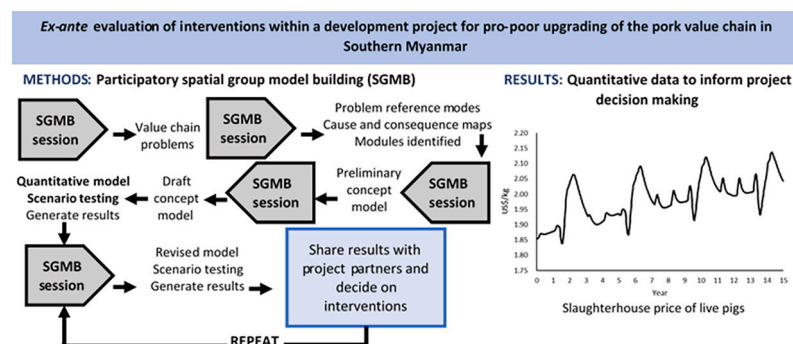 Ex-ante evaluation of interventions within a development project for pro-poor upgrading of the pork value chain in
Southern Myanmar
METHODS: Participatory spatial group model building (SGMB)
SGMB
session
Value chain
problems
SGMB
session
Problem reference modes
Cause and consequence maps
Modules identified
SGMB
session
Preliminary
concept
model
SGMB
session
Draft
concept
model
Quantitative model
Scenario testing
Generate results
SGMB
session
Revised model
Scenario testing
Generate results
Share results with
project partners and
decide on
interventions
REPEAT
RESULTS: Quantitative data to inform project
decision making
2.20
2.15
2.10
2.05
2.00
1.95
1.90
1.85
1.80
1.75
US$/kg
0 1 2 3 4 5 6 7 8 9 10 11 12 13 14 15
Year
Slaughterhouse price of live pigs